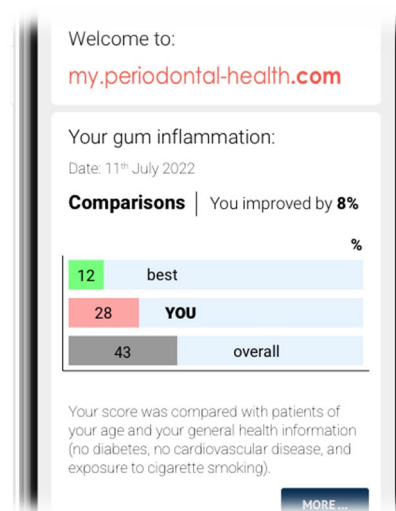 Welcome to:
my.periodontal-health.com
Your gum inflammation:
Date: 11th July 2022
Comparisons | You improved by 8%
%
12 best
28 YOU
43 overall
Your score was compared with patients of
your age and your general health information
(no diabetes, no cardiovascular disease, and
exposure to cigarette smoking).
MORE ...